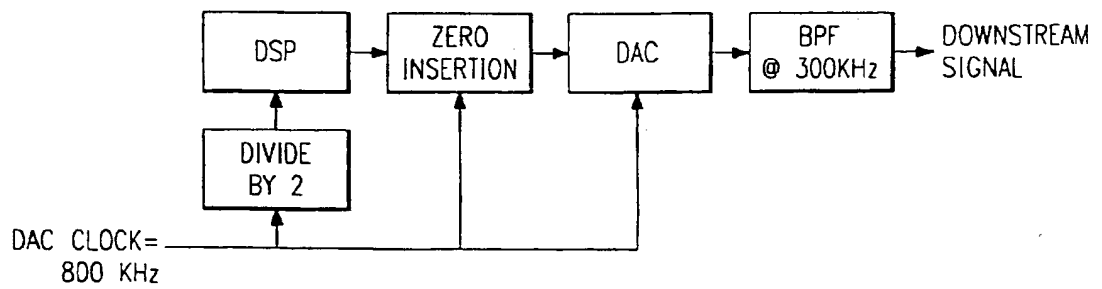 DSP
ZERO
INSERTION
DAC
BPF
@ 300KHz
DOWNSTREAM
SIGNAL
DIVIDE
BY 2
DAC CLOCK=
800 KHz